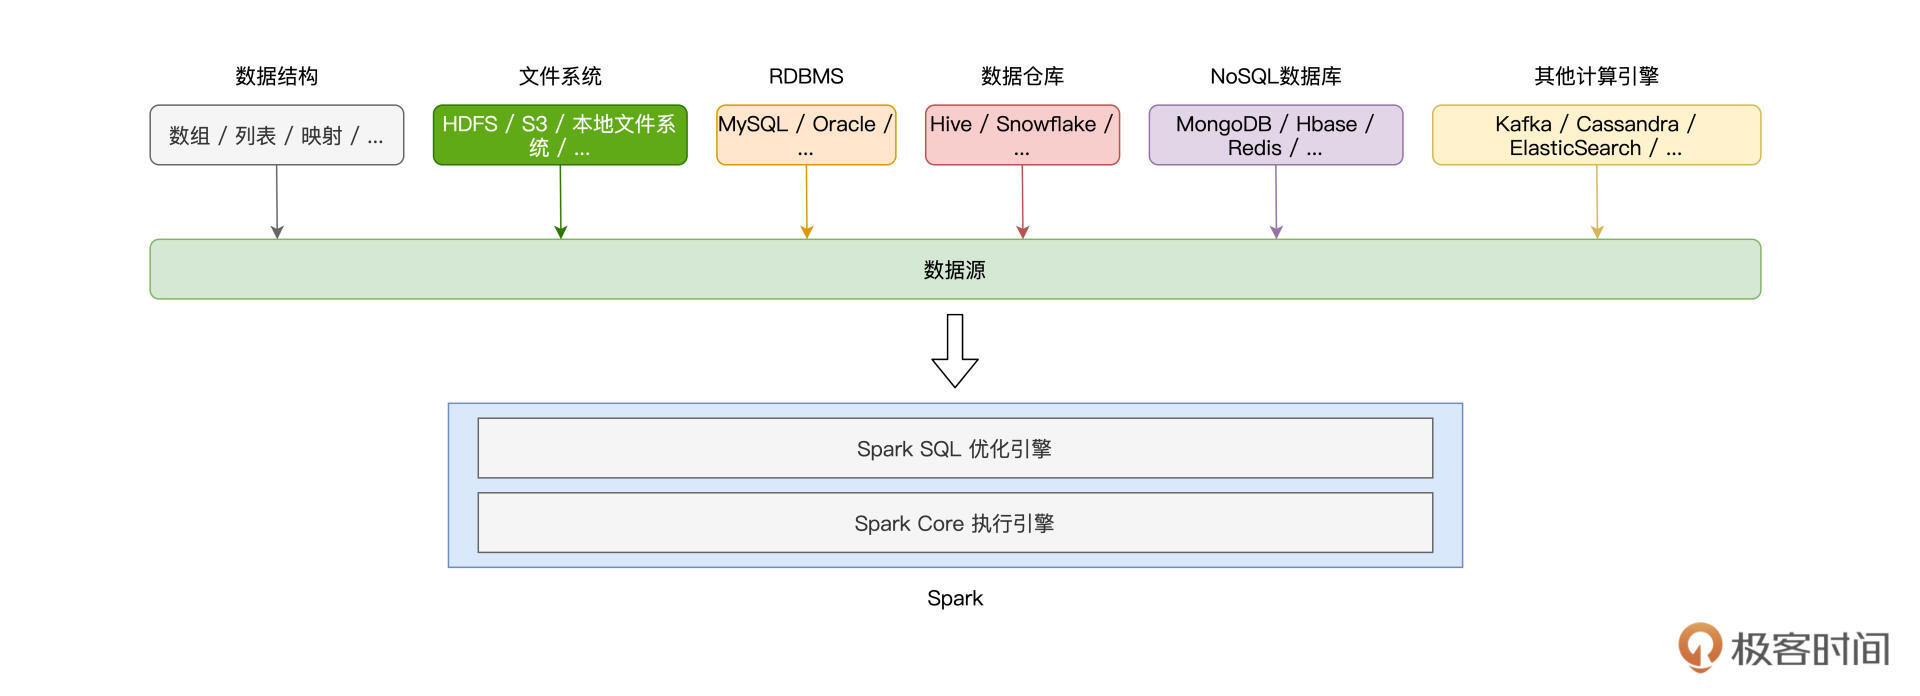 数据结构
文件系统
RDBMS
数据仓库
NoSQL数据库
其他计算引擎
数组 / 列表 / 映射 / ...
HDFS / S3 / 本地文件系
统 / ...
MySQL / Oracle /
...
Hive / Snowflake /
...
MongoDB / Hbase /
Redis / ...
Kafka / Cassandra /
ElasticSearch / ...
数据源
Spark SQL 优化引擎
Spark Core 执行引擎
Spark
极客时间